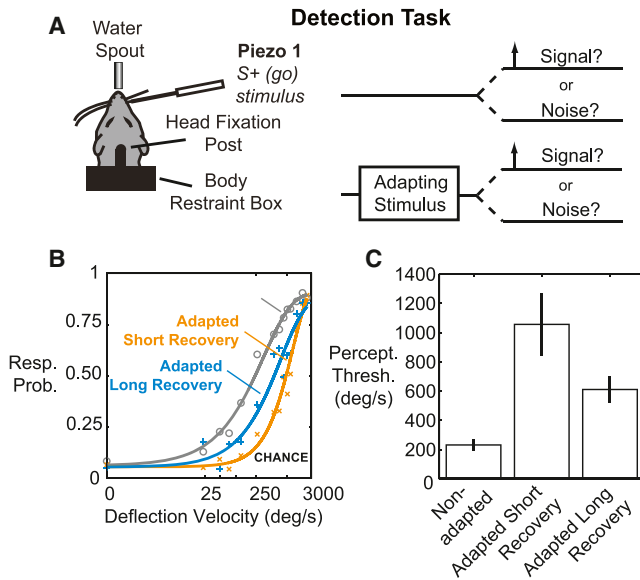 Detection Task
A
Water
Spout
Piezo 1
S+ (go)
stimulus
Head Fixation
Post
Body
Restraint Box
Signal?
or
Noise?
Adapting
Stimulus
Signal?
or
Noise?
B
Resp.
Prob.
1
0.75
0.5
0.25
0
Adapted
Short Recovery
Adapted
Long Recovery
CHANCE
0 25 250 3000
Deflection Velocity (deg/s)
C
Percept.
Thresh.
(deg/s)
1400
1200
1000
800
600
400
200
0
Non-
adapted
Adapted Short
Recovery
Adapted Long
Recovery